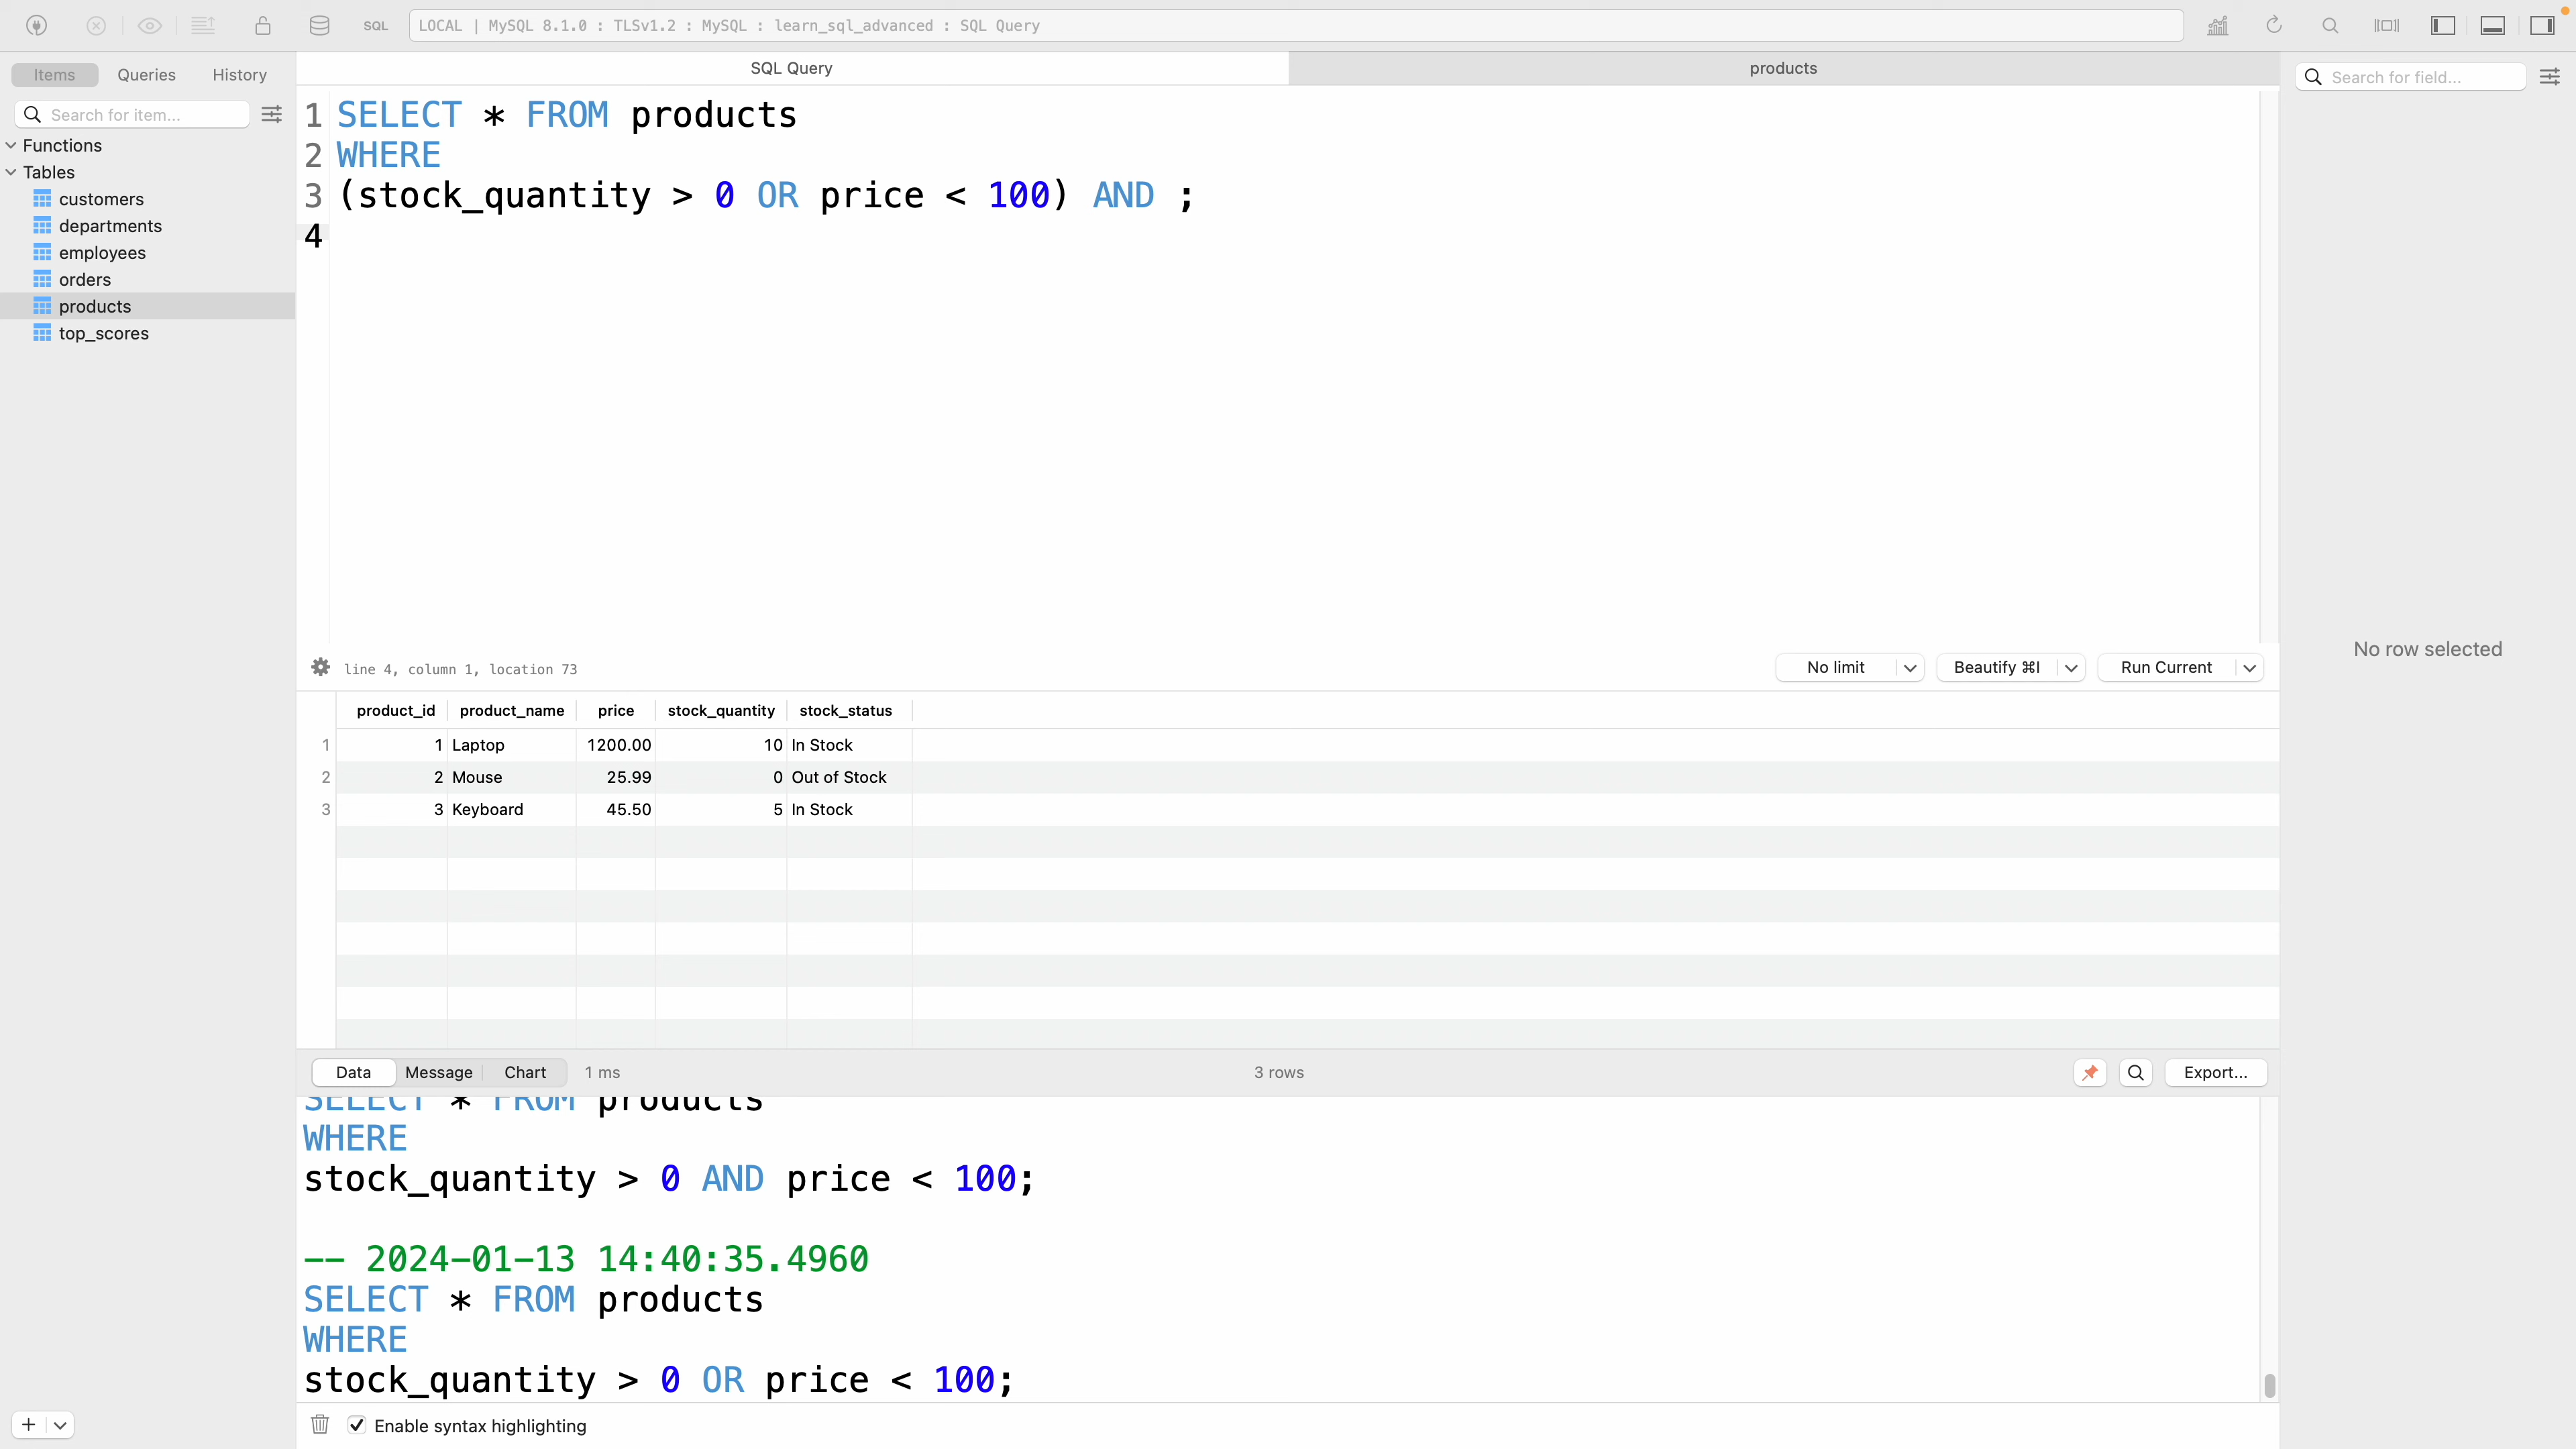 SQL
LOCAL | MySQL 8.1.0 : TLSv1.2 : MySQL : learn_sql_advanced : SQL Query
Items
Queries
History
SQL Query
products
Search for field...
Search for item...
Functions
Tables
customers
departments
employees
orders
products
top_scores
1 SELECT * FROM products
2 WHERE
3 (stock_quantity > 0 OR price < 100) AND ;
4
No row selected
line 4, column 1, location 73
No limit
Beautify ⌘I
Run Current
product_id product_name price stock_quantity stock_status
1 1 Laptop 1200.00 10 In Stock
2 2 Mouse 25.99 0 Out of Stock
3 3 Keyboard 45.50 5 In Stock
Data
Message
Chart
1 ms
3 rows
Export...
SELECT * FROM products
WHERE
stock_quantity > 0 AND price < 100;
-- 2024-01-13 14:40:35.4960
SELECT * FROM products
WHERE
stock_quantity > 0 OR price < 100;
Enable syntax highlighting